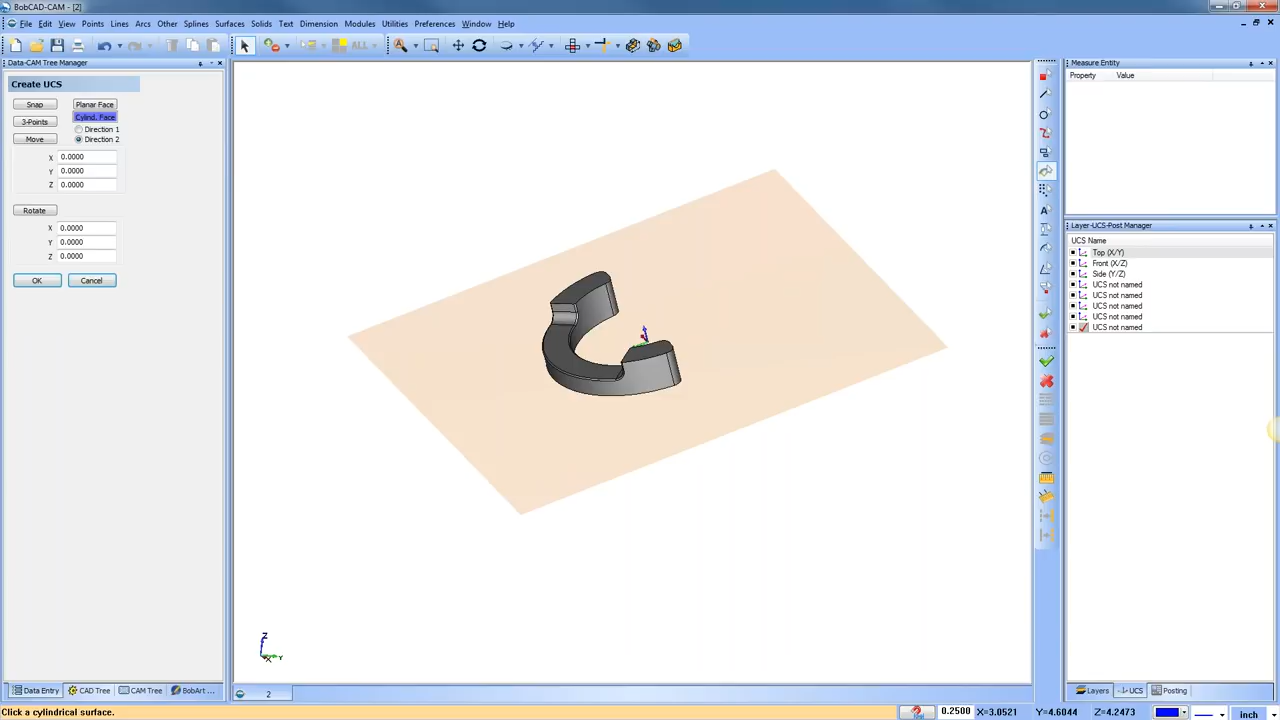 BobCAD-CAM - [2]
File Edit View Points Lines Arcs Other Splines Surfaces Solids Text Dimension Modules Utilities Preferences Window Help
ALL
Data-CAM Tree Manager
Create UCS
Snap Planar Face
3-Points Cylind. Face
Direction 1
Move Direction 2
X 0.0000
Y 0.0000
Z 0.0000
Rotate
X 0.0000
Y 0.0000
Z 0.0000
OK Cancel
Z
Y
X
Measure Entity
Property Value
Layer-UCS-Post Manager
UCS Name
Top (X/Y)
Front (X/Z)
Side (Y/Z)
UCS not named
UCS not named
UCS not named
UCS not named
UCS not named
Data Entry CAD Tree CAM Tree BobArt ...
2
Layers UCS Posting
Click a cylindrical surface.
0.2500 X=3.0521 Y=4.6044 Z=4.2473 inch